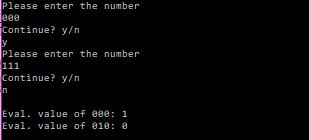 Please enter the number
000
Continue? y/n
y
Please enter the number
111
Continue? y/n
n
Eval. value of 000: 1
Eval. value of 010: 0